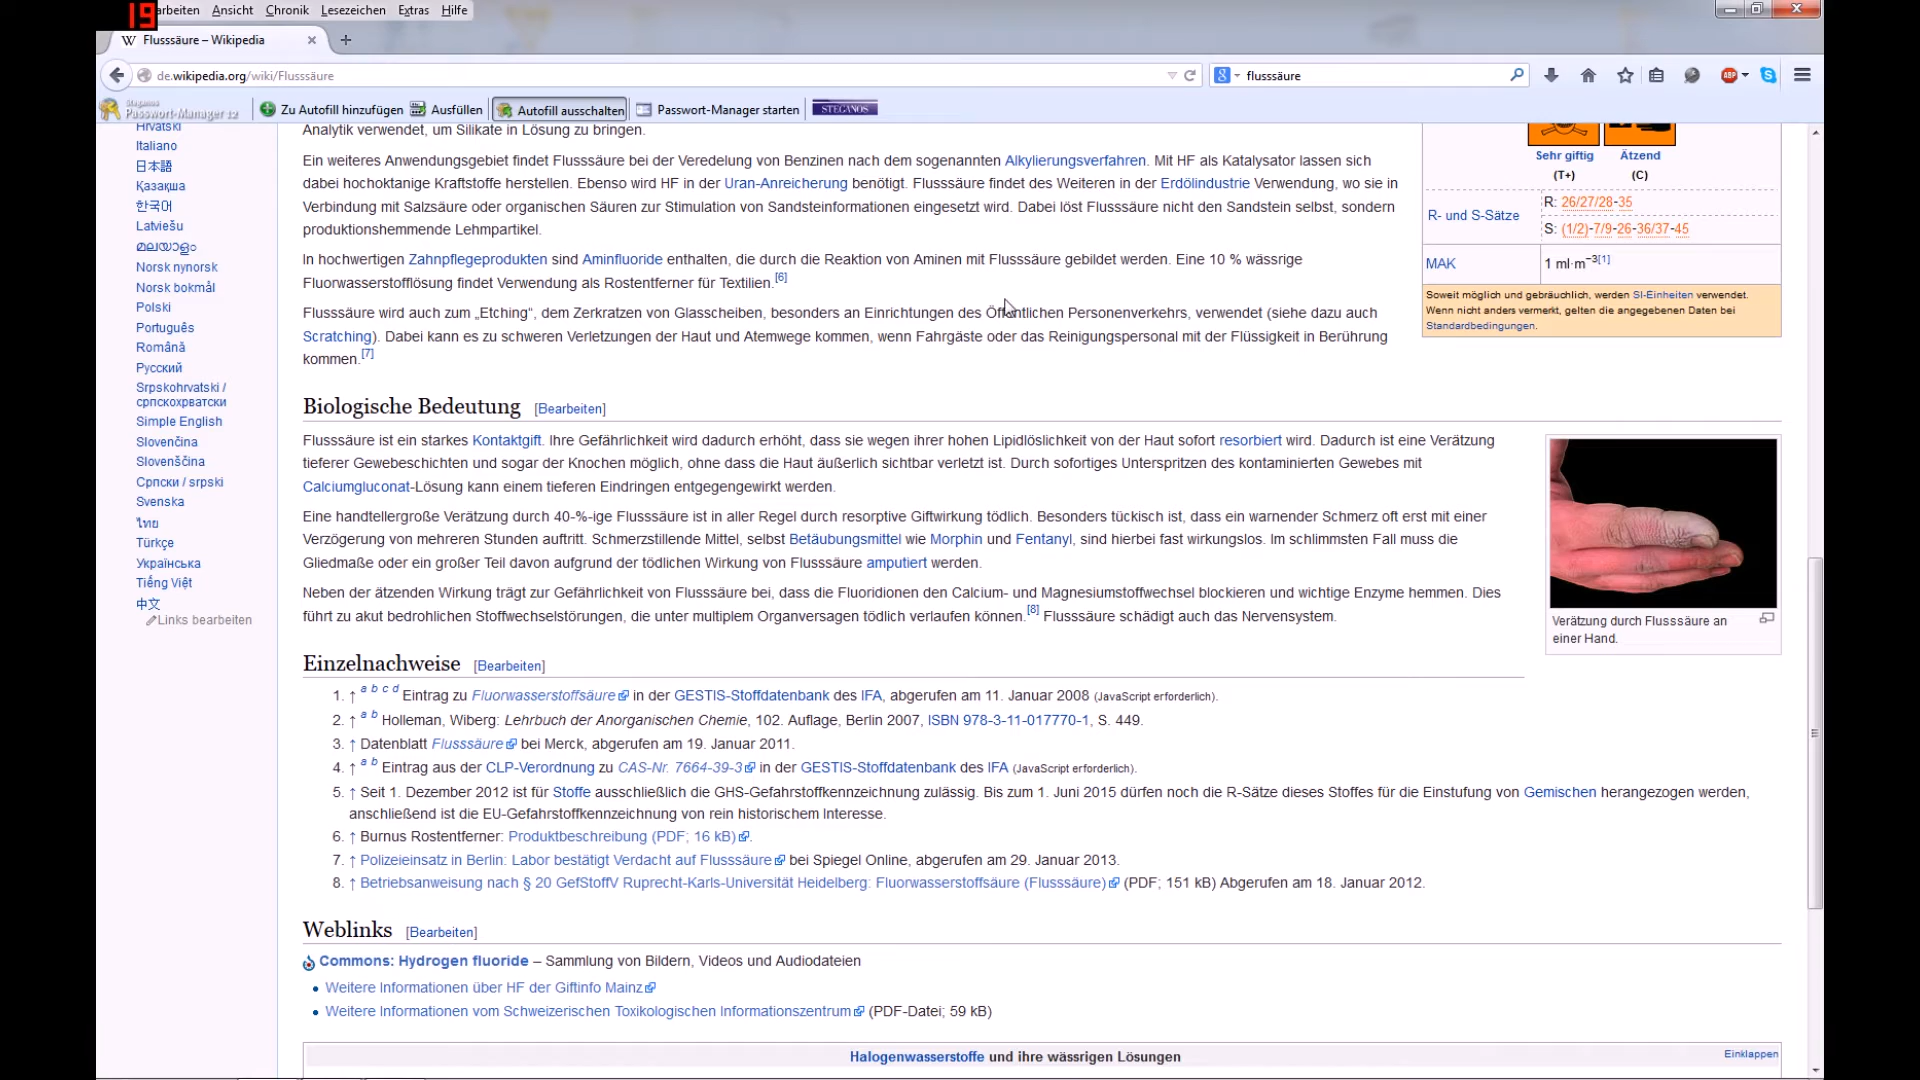 19
arbeiten Ansicht Chronik Lesezeichen Extras Hilfe
W Flusssäure – Wikipedia
de.wikipedia.org/wiki/Flusssäure
flusssäure
ABP
Steganos
Passwort-Manager 12
Zu Autofill hinzufügen Ausfüllen Autofill ausschalten Passwort-Manager starten STEGANOS
Hrvatski
Italiano
日本語
Қазақша
한국어
Latviešu
മലയാളം
Norsk nynorsk
Norsk bokmål
Polski
Português
Română
Русский
Srpskohrvatski /
српскохрватски
Simple English
Slovenčina
Slovenščina
Српски / srpski
Svenska
ไทย
Türkçe
Українська
Tiếng Việt
中文
Links bearbeiten
Analytik verwendet, um Silikate in Lösung zu bringen.
Ein weiteres Anwendungsgebiet findet Flusssäure bei der Veredelung von Benzinen nach dem sogenannten Alkylierungsverfahren. Mit HF als Katalysator lassen sich
dabei hochoktanige Kraftstoffe herstellen. Ebenso wird HF in der Uran-Anreicherung benötigt. Flusssäure findet des Weiteren in der Erdölindustrie Verwendung, wo sie in
Verbindung mit Salzsäure oder organischen Säuren zur Stimulation von Sandsteinformationen eingesetzt wird. Dabei löst Flusssäure nicht den Sandstein selbst, sondern
produktionshemmende Lehmpartikel.
In hochwertigen Zahnpflegeprodukten sind Aminfluoride enthalten, die durch die Reaktion von Aminen mit Flusssäure gebildet werden. Eine 10 % wässrige
Fluorwasserstofflösung findet Verwendung als Rostentferner für Textilien.[6]
Flusssäure wird auch zum „Etching“, dem Zerkratzen von Glasscheiben, besonders an Einrichtungen des Öffentlichen Personenverkehrs, verwendet (siehe dazu auch
Scratching). Dabei kann es zu schweren Verletzungen der Haut und Atemwege kommen, wenn Fahrgäste oder das Reinigungspersonal mit der Flüssigkeit in Berührung
kommen.[7]
Sehr giftig Ätzend
(T+) (C)
R- und S-Sätze
R: 26/27/28-35
S: (1/2)-7/9-26-36/37-45
MAK 1 ml·m−3[1]
Soweit möglich und gebräuchlich, werden SI-Einheiten verwendet.
Wenn nicht anders vermerkt, gelten die angegebenen Daten bei
Standardbedingungen.
Biologische Bedeutung [Bearbeiten]
Flusssäure ist ein starkes Kontaktgift. Ihre Gefährlichkeit wird dadurch erhöht, dass sie wegen ihrer hohen Lipidlöslichkeit von der Haut sofort resorbiert wird. Dadurch ist eine Verätzung
tieferer Gewebeschichten und sogar der Knochen möglich, ohne dass die Haut äußerlich sichtbar verletzt ist. Durch sofortiges Unterspritzen des kontaminierten Gewebes mit
Calciumgluconat-Lösung kann einem tieferen Eindringen entgegengewirkt werden.
Eine handtellergroße Verätzung durch 40-%-ige Flusssäure ist in aller Regel durch resorptive Giftwirkung tödlich. Besonders tückisch ist, dass ein warnender Schmerz oft erst mit einer
Verzögerung von mehreren Stunden auftritt. Schmerzstillende Mittel, selbst Betäubungsmittel wie Morphin und Fentanyl, sind hierbei fast wirkungslos. Im schlimmsten Fall muss die
Gliedmaße oder ein großer Teil davon aufgrund der tödlichen Wirkung von Flusssäure amputiert werden.
Neben der ätzenden Wirkung trägt zur Gefährlichkeit von Flusssäure bei, dass die Fluoridionen den Calcium- und Magnesiumstoffwechsel blockieren und wichtige Enzyme hemmen. Dies
führt zu akut bedrohlichen Stoffwechselstörungen, die unter multiplem Organversagen tödlich verlaufen können.[8] Flusssäure schädigt auch das Nervensystem.
Verätzung durch Flusssäure an
einer Hand.
Einzelnachweise [Bearbeiten]
1. ↑ a b c d Eintrag zu Fluorwasserstoffsäure in der GESTIS-Stoffdatenbank des IFA, abgerufen am 11. Januar 2008 (JavaScript erforderlich).
2. ↑ a b Holleman, Wiberg: Lehrbuch der Anorganischen Chemie, 102. Auflage, Berlin 2007, ISBN 978-3-11-017770-1, S. 449.
3. ↑ Datenblatt Flusssäure bei Merck, abgerufen am 19. Januar 2011.
4. ↑ a b Eintrag aus der CLP-Verordnung zu CAS-Nr. 7664-39-3 in der GESTIS-Stoffdatenbank des IFA (JavaScript erforderlich).
5. ↑ Seit 1. Dezember 2012 ist für Stoffe ausschließlich die GHS-Gefahrstoffkennzeichnung zulässig. Bis zum 1. Juni 2015 dürfen noch die R-Sätze dieses Stoffes für die Einstufung von Gemischen herangezogen werden,
anschließend ist die EU-Gefahrstoffkennzeichnung von rein historischem Interesse.
6. ↑ Burnus Rostentferner: Produktbeschreibung (PDF; 16 kB).
7. ↑ Polizeieinsatz in Berlin: Labor bestätigt Verdacht auf Flusssäure bei Spiegel Online, abgerufen am 29. Januar 2013.
8. ↑ Betriebsanweisung nach § 20 GefStoffV Ruprecht-Karls-Universität Heidelberg: Fluorwasserstoffsäure (Flusssäure) (PDF; 151 kB) Abgerufen am 18. Januar 2012.
Weblinks [Bearbeiten]
Commons: Hydrogen fluoride – Sammlung von Bildern, Videos und Audiodateien
• Weitere Informationen über HF der Giftinfo Mainz
• Weitere Informationen vom Schweizerischen Toxikologischen Informationszentrum (PDF-Datei; 59 kB)
Halogenwasserstoffe und ihre wässrigen Lösungen Einklappen